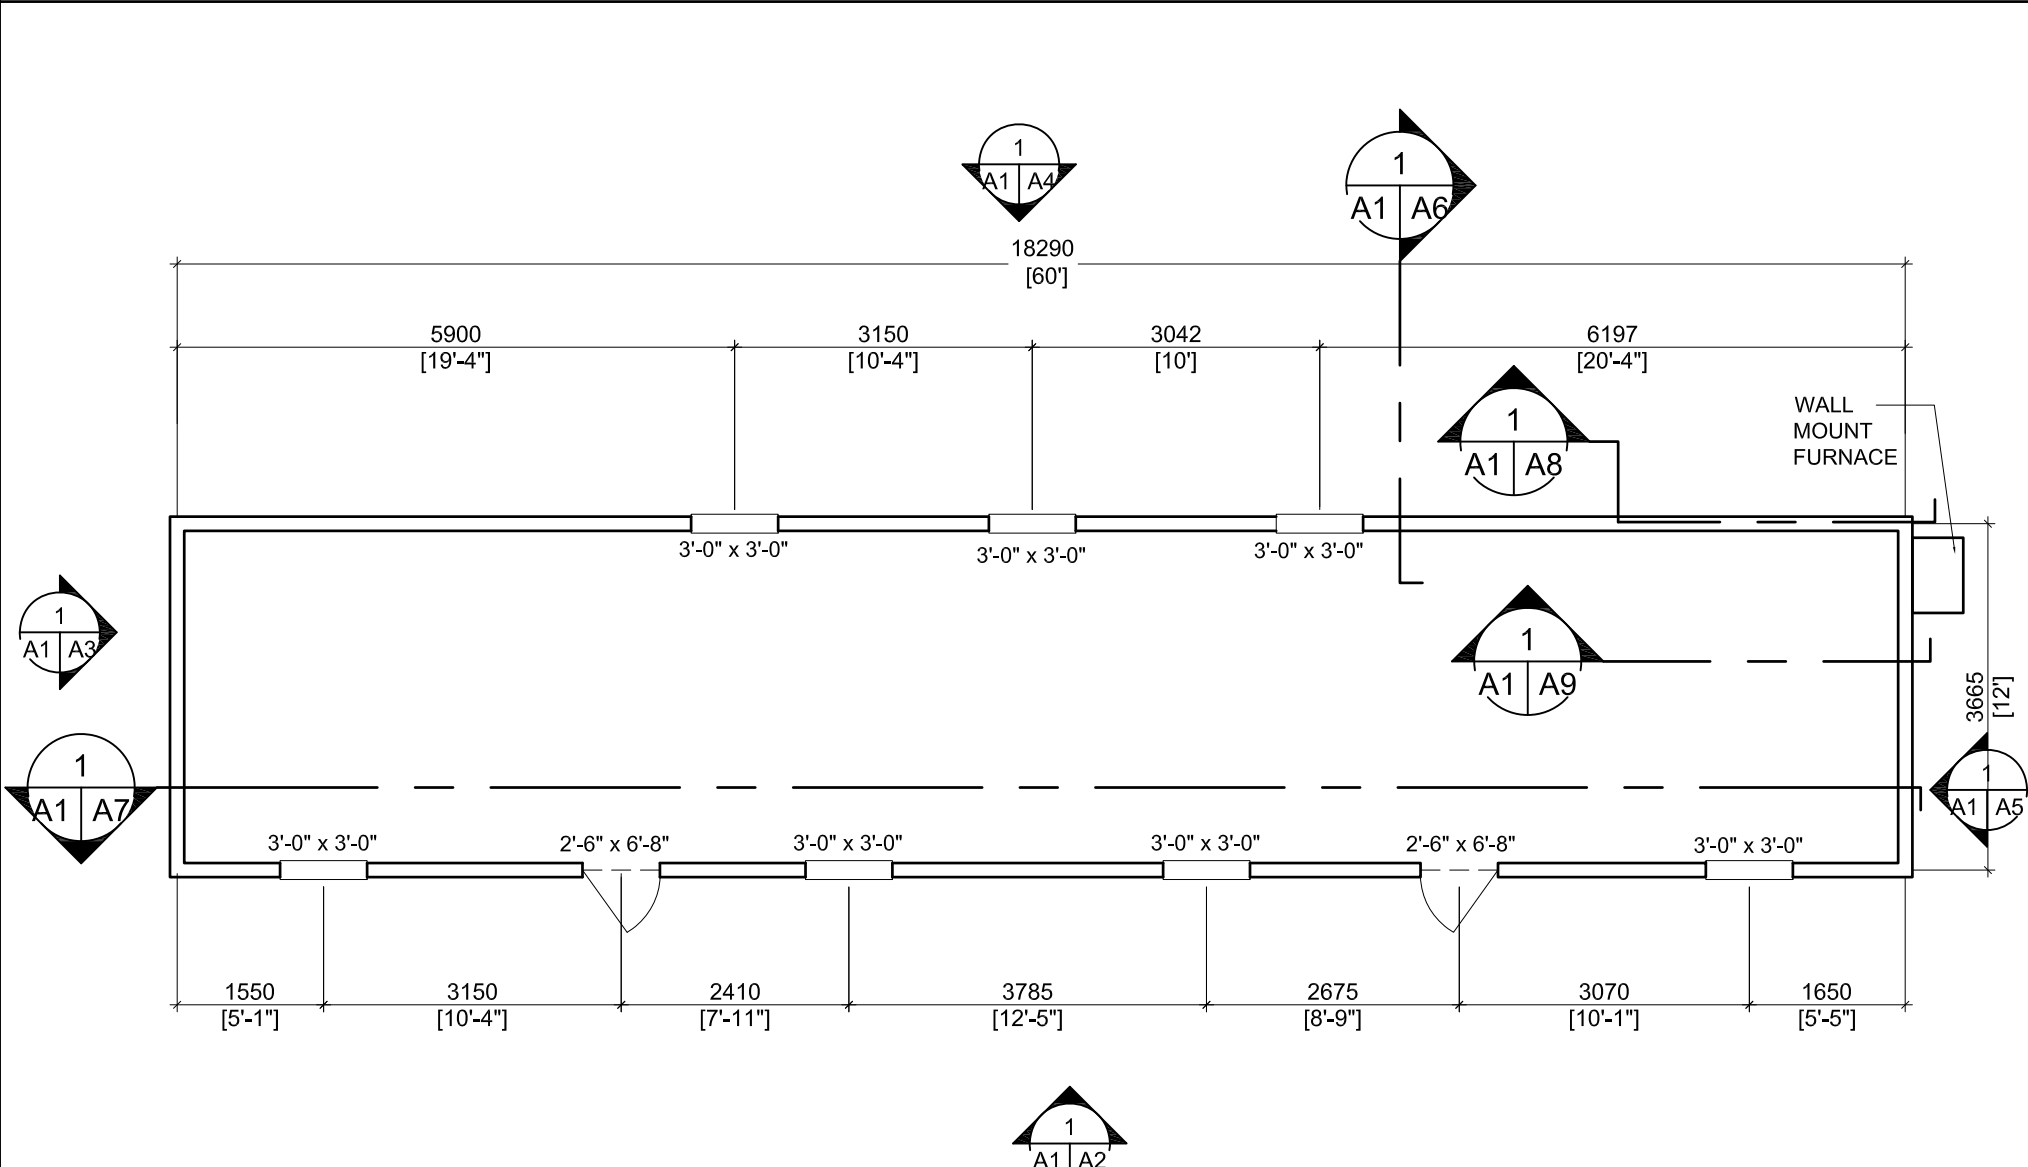 1
A1 A4
1
A1 A6
18290
[60']
5900
[19'-4"]
3150
[10'-4"]
3042
[10']
6197
[20'-4"]
WALL
MOUNT
FURNACE
1
A1 A8
3'-0" x 3'-0"
3'-0" x 3'-0"
3'-0" x 3'-0"
1
A1 A3
1
A1 A9
3665
[12']
1
A1 A7
1
A1 A5
3'-0" x 3'-0"
2'-6" x 6'-8"
3'-0" x 3'-0"
3'-0" x 3'-0"
2'-6" x 6'-8"
3'-0" x 3'-0"
1550
[5'-1"]
3150
[10'-4"]
2410
[7'-11"]
3785
[12'-5"]
2675
[8'-9"]
3070
[10'-1"]
1650
[5'-5"]
1
A1 A2